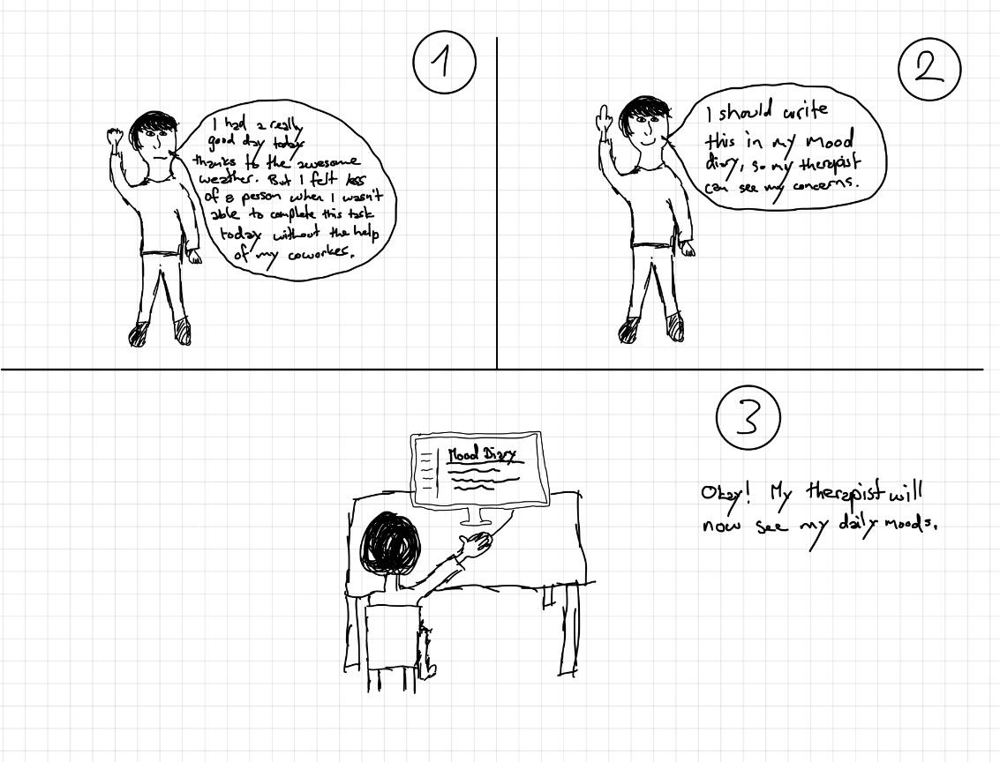 1
I had a really
good day today
thanks to the awesome
weather. But I felt less
of a person when I wasn't
able to complete this task
today without the help
of my coworkes.
2
I should write
this in my mood
diary, so my therapist
can see my concerns.
3
Mood Diary
Okay! My therapist will
now see my daily moods.